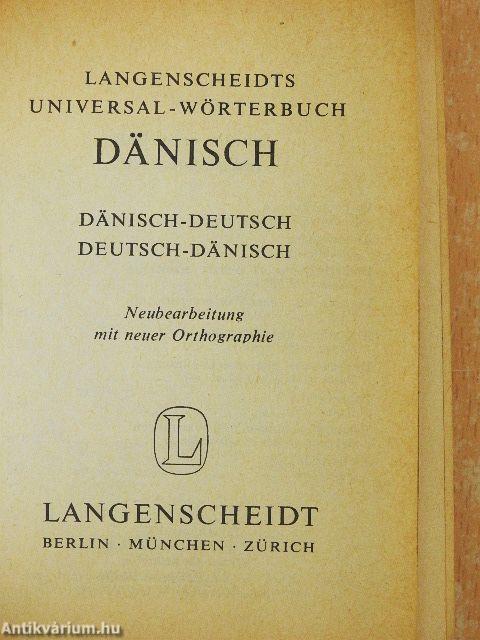 LANGENSCHEIDTS
UNIVERSAL-WÖRTERBUCH
DÄNISCH
DÄNISCH-DEUTSCH
DEUTSCH-DÄNISCH
Neubearbeitung
mit neuer Orthographie
L
LANGENSCHEIDT
BERLIN · MÜNCHEN · ZÜRICH
Antikvárium.hu